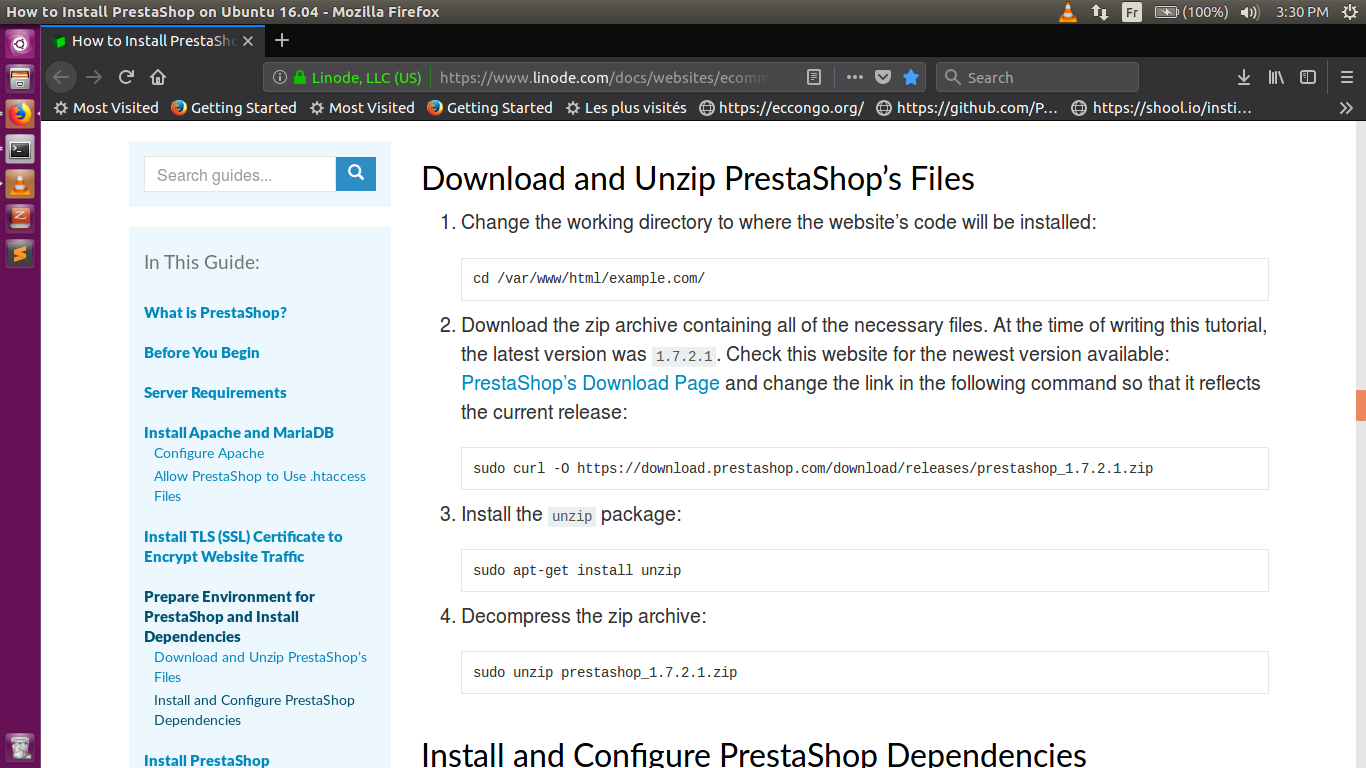 How to Install PrestaShop on Ubuntu 16.04 - Mozilla Firefox
Fr
(100%)
3:30 PM
How to Install PrestaSho
Linode, LLC (US)
https://www.linode.com/docs/websites/ecomm
Search
Most Visited
Getting Started
Most Visited
Getting Started
Les plus visités
https://eccongo.org/
https://github.com/P…
https://shool.io/insti…
Search guides...
In This Guide:
What is PrestaShop?
Before You Begin
Server Requirements
Install Apache and MariaDB
Configure Apache
Allow PrestaShop to Use .htaccess
Files
Install TLS (SSL) Certificate to
Encrypt Website Traffic
Prepare Environment for
PrestaShop and Install
Dependencies
Download and Unzip PrestaShop’s
Files
Install and Configure PrestaShop
Dependencies
Install PrestaShop
Download and Unzip PrestaShop’s Files
1. Change the working directory to where the website’s code will be installed:
cd /var/www/html/example.com/
2. Download the zip archive containing all of the necessary files. At the time of writing this tutorial,
the latest version was 1.7.2.1. Check this website for the newest version available:
PrestaShop’s Download Page and change the link in the following command so that it reflects
the current release:
sudo curl -O https://download.prestashop.com/download/releases/prestashop_1.7.2.1.zip
3. Install the unzip package:
sudo apt-get install unzip
4. Decompress the zip archive:
sudo unzip prestashop_1.7.2.1.zip
Install and Configure PrestaShop Dependencies